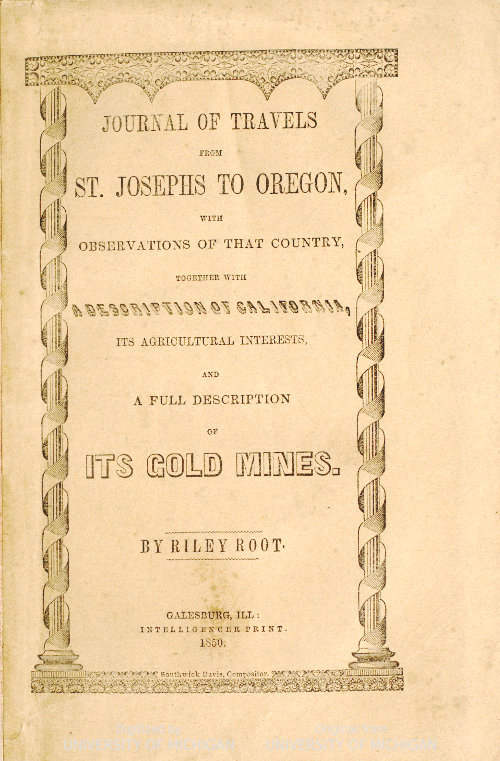 JOURNAL OF TRAVELS
FROM
ST. JOSEPHS TO OREGON,
WITH
OBSERVATIONS OF THAT COUNTRY,
TOGETHER WITH
A DESCRIPTION OF CALIFORNIA,
ITS AGRICULTURAL INTERESTS,
AND
A FULL DESCRIPTION
OF
ITS GOLD MINES.
BY RILEY ROOT.
GALESBURG, ILL:
INTELLIGENCER PRINT.
1850.
Southwick Davis, Compositor.